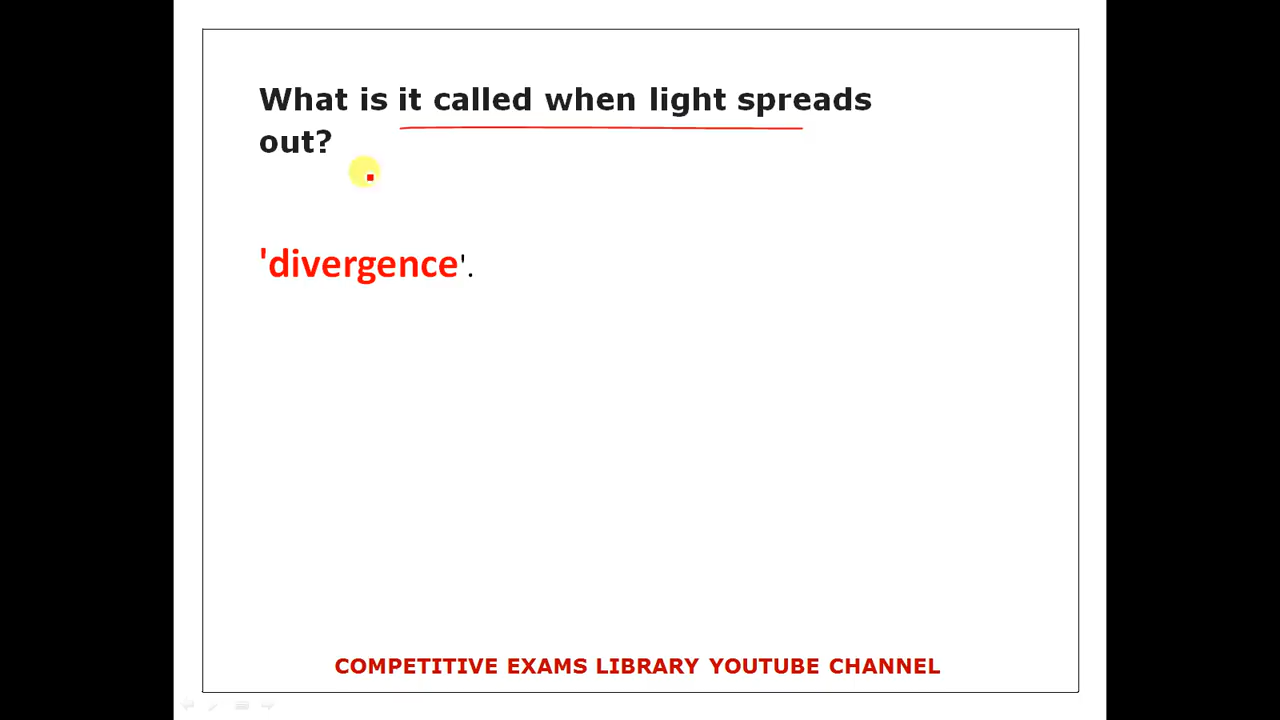 What is it called when light spreads
out?
'divergence'.
COMPETITIVE EXAMS LIBRARY YOUTUBE CHANNEL